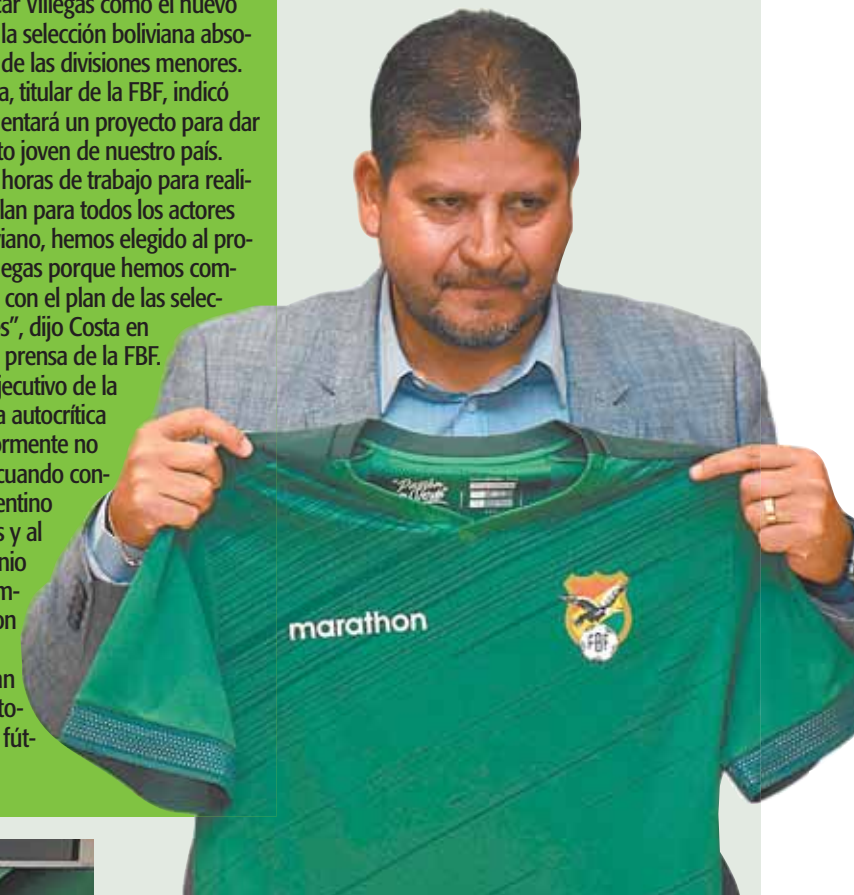 car Villegas como el nuevo
la selección boliviana abso-
de las divisiones menores.
a, titular de la FBF, indicó
entará un proyecto para dar
to joven de nuestro país.
horas de trabajo para reali-
lan para todos los actores
iano, hemos elegido al pro-
legas porque hemos com-
con el plan de las selec-
s”, dijo Costa en
prensa de la FBF.
jecutivo de la
a autocrítica
ormente no
cuando con-
entino
s y al
nio
m-
on
an
to-
fút-
marathon
FBF